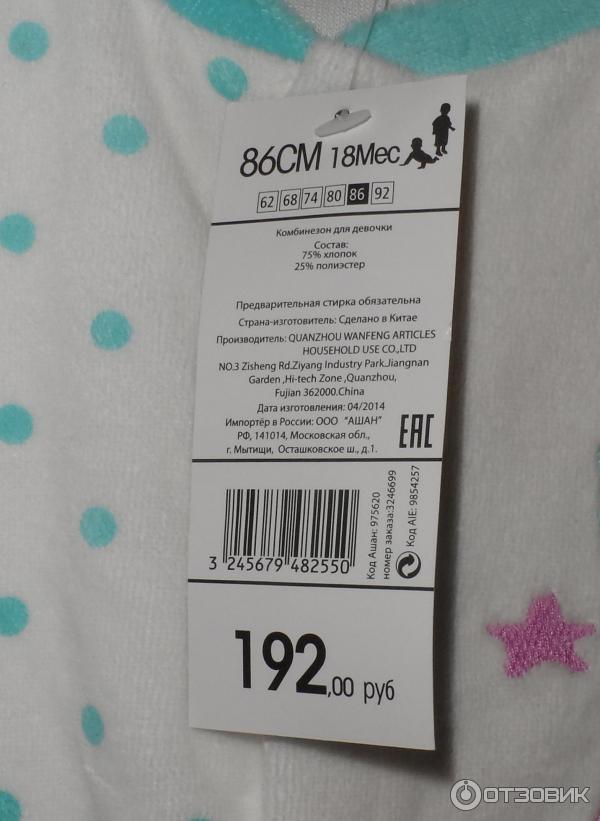 86СМ 18Мес
62 68 74 80 86 92
Комбинезон для девочки
Состав:
75% хлопок
25% полиэстер
Предварительная стирка обязательна
Страна-изготовитель: Сделано в Китае
Производитель: QUANZHOU WANFENG ARTICLES
HOUSEHOLD USE CO.,LTD
NO.3 Zisheng Rd.Ziyang Industry Park.Jiangnan
Garden ,Hi-tech Zone ,Quanzhou,
Fujian 362000.China
Дата изготовления: 04/2014
Импортёр в России: ООО "АШАН"
РФ, 141014, Московская обл.,
г. Мытищи, Осташковское ш., д.1.
EAC
3 245679 482550
Код Ашан: 975620
номер заказа:3246699
Код AIE: 9854257
192,00 руб
ОТЗОВИК